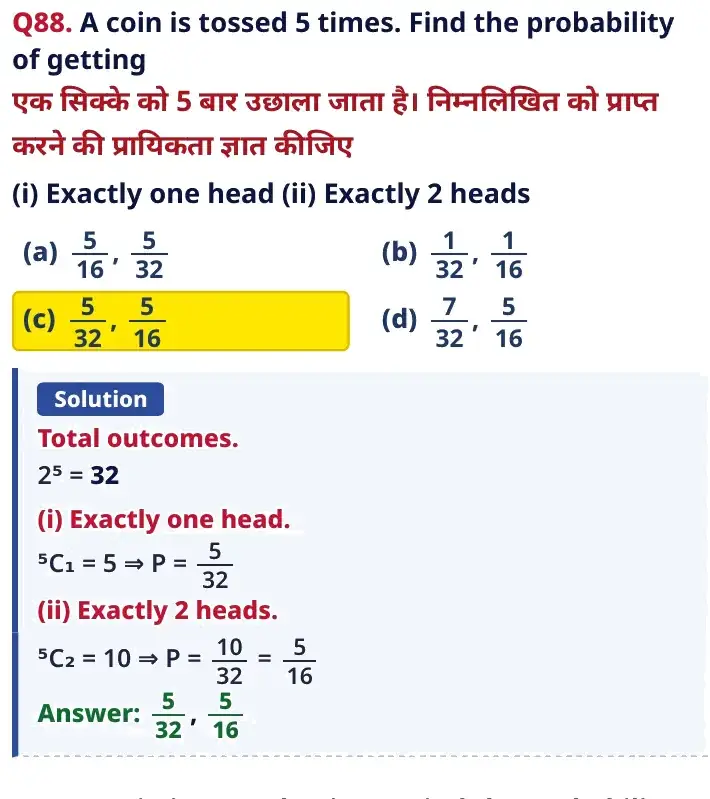 Q88. A coin is tossed 5 times. Find the probability
of getting
एक सिक्के को 5 बार उछाला जाता है। निम्नलिखित को प्राप्त
करने की प्रायिकता ज्ञात कीजिए
(i) Exactly one head (ii) Exactly 2 heads
(a) 5/16, 5/32 (b) 1/32, 1/16
(c) 5/32, 5/16 (d) 7/32, 5/16
Solution
Total outcomes.
2⁵ = 32
(i) Exactly one head.
⁵C₁ = 5 ⇒ P = 5/32
(ii) Exactly 2 heads.
⁵C₂ = 10 ⇒ P = 10/32 = 5/16
Answer: 5/32, 5/16